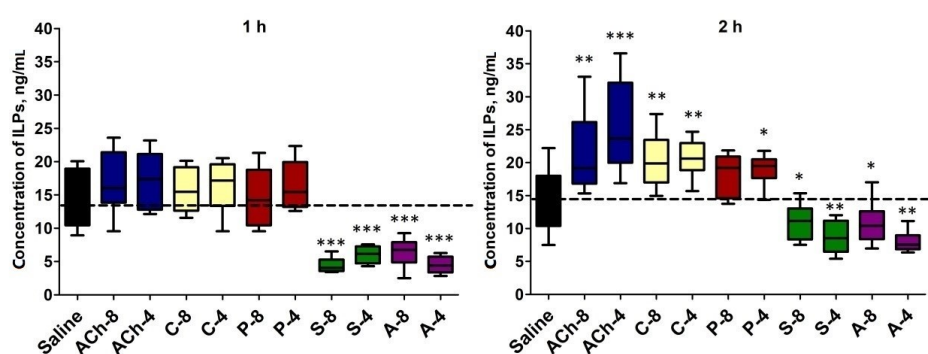 1 h
Concentration of ILPs, ng/mL
40
35
30
25
20
15
10
5
0
*** *** *** ***
Saline ACh-8 ACh-4 C-8 C-4 P-8 P-4 S-8 S-4 A-8 A-4
2 h
Concentration of ILPs, ng/mL
40
35
30
25
20
15
10
5
0
** *** ** ** * * ** * **
Saline ACh-8 ACh-4 C-8 C-4 P-8 P-4 S-8 S-4 A-8 A-4